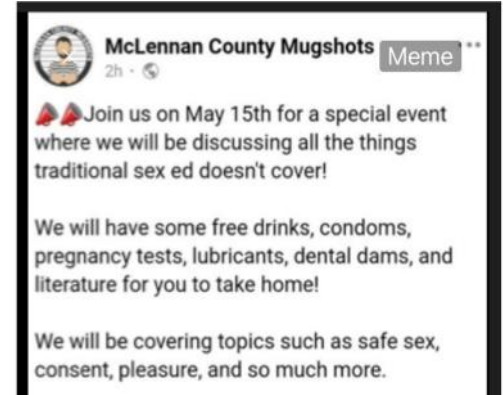 McLennan County Mugshots
Meme
2h
📣📣Join us on May 15th for a special event
where we will be discussing all the things
traditional sex ed doesn't cover!
We will have some free drinks, condoms,
pregnancy tests, lubricants, dental dams, and
literature for you to take home!
We will be covering topics such as safe sex,
consent, pleasure, and so much more.